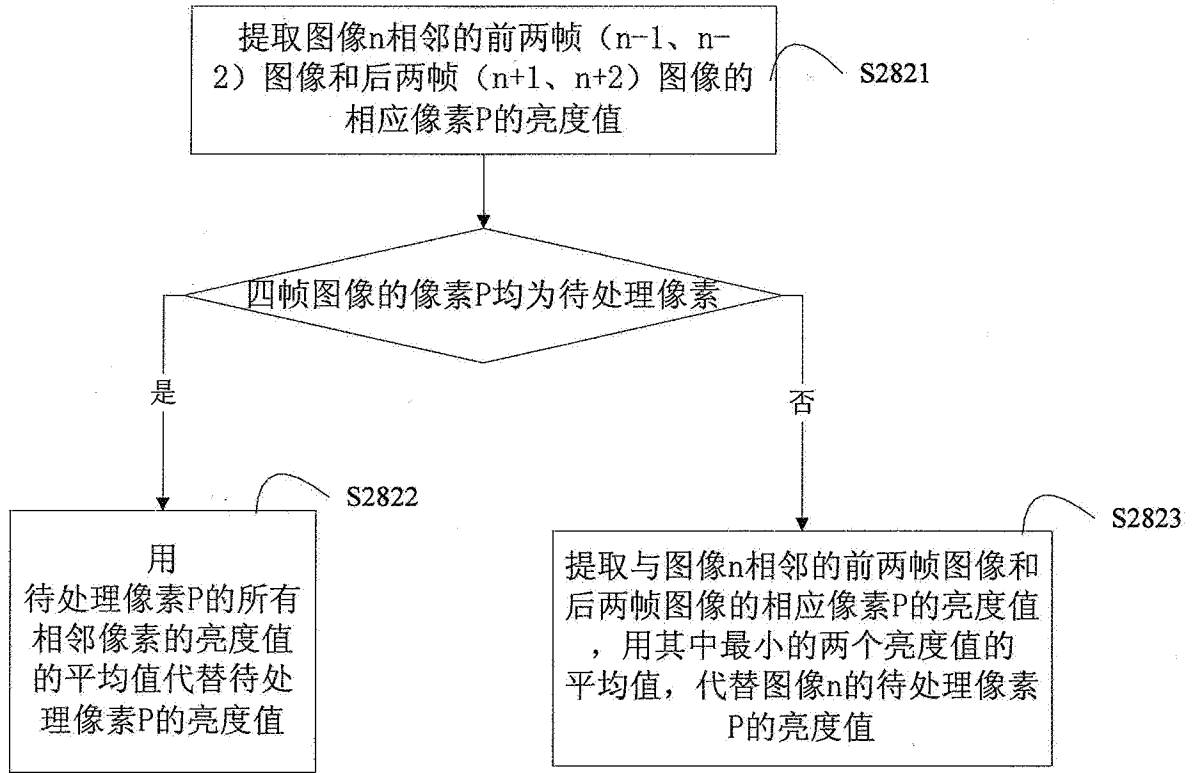 提取图像n相邻的前两帧（n-1、n-
2）图像和后两帧（n+1、n+2）图像的
相应像素P的亮度值
S2821
四帧图像的像素P均为待处理像素
是
否
S2822
用
待处理像素P的所有
相邻像素的亮度值
的平均值代替待处
理像素P的亮度值
S2823
提取与图像n相邻的前两帧图像和
后两帧图像的相应像素P的亮度值
，用其中最小的两个亮度值的
平均值，代替图像n的待处理像素
P的亮度值